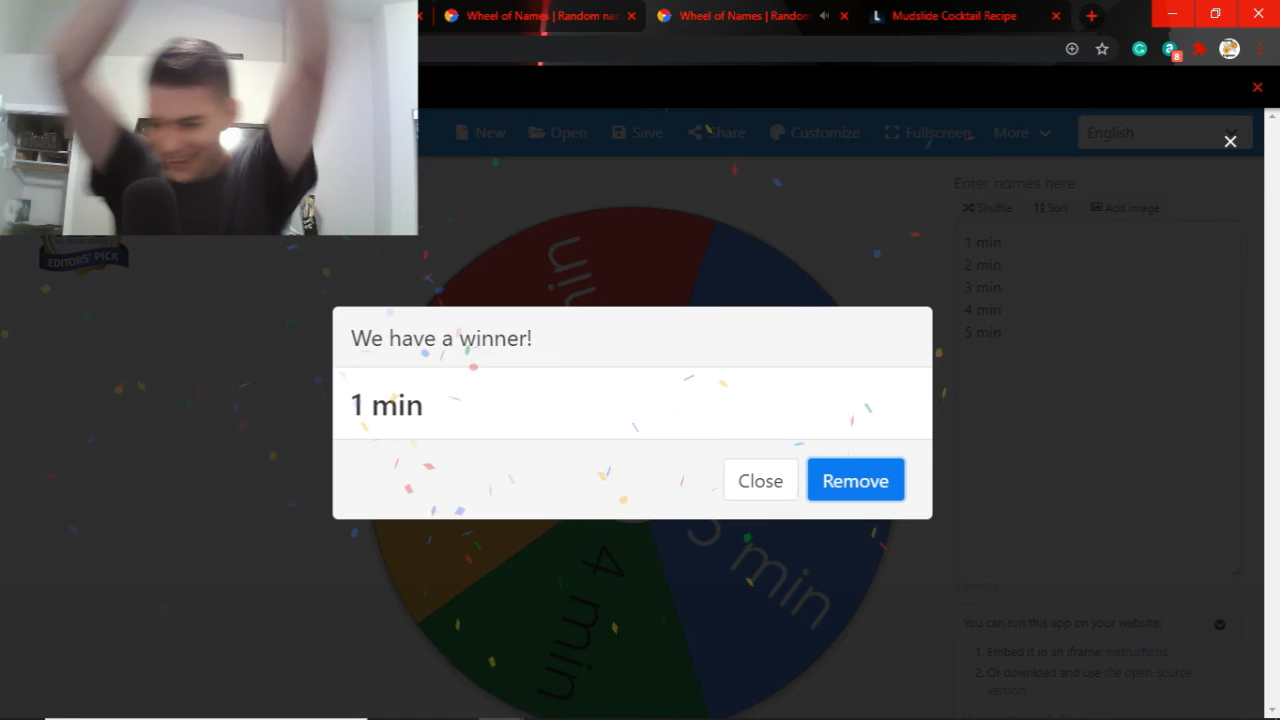 Wheel of Names | Random na
Wheel of Names | Random
Mudslide Cocktail Recipe
8
New
Open
Save
Share
Customize
Fullscreen
More
English
EDITORS' PICK
Enter names here
Shuffle
Sort
Add image
1 min
2 min
3 min
4 min
5 min
We have a winner!
1 min
Close
Remove
4 min
min
5 entries
You can run this app on your website:
1. Embed it in an iframe: instructions.
2. Or download and use the open-source
version.